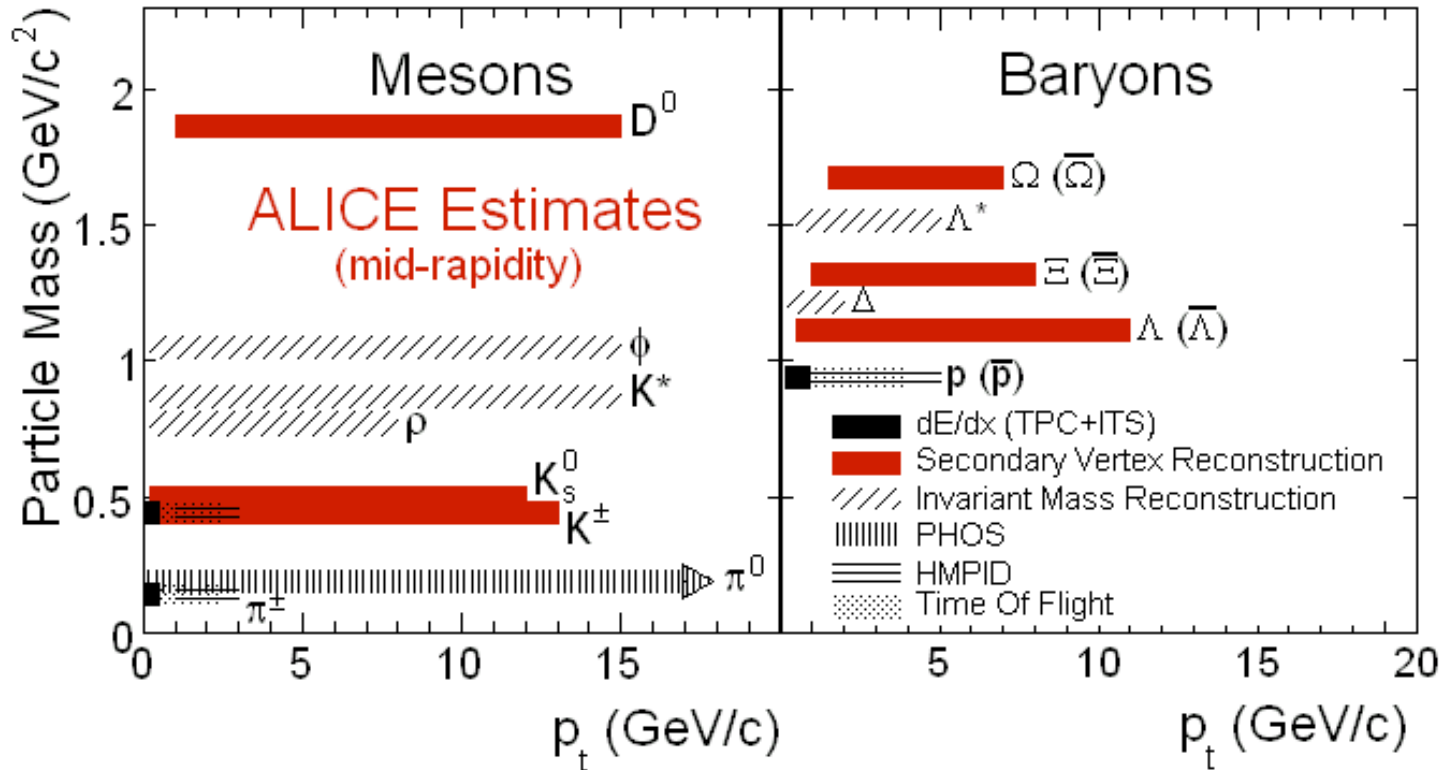 Particle Mass (GeV/c²)
Mesons
Baryons
2
1.5
1
0.5
0
D⁰
ALICE Estimates
(mid-rapidity)
ϕ
K*
ρ
K⁰ₛ
K±
π⁰
π±
Ω (Ω̅)
Λ*
Ξ (Ξ̅)
Δ
Λ (Λ̅)
p (p̅)
dE/dx (TPC+ITS)
Secondary Vertex Reconstruction
Invariant Mass Reconstruction
PHOS
HMPID
Time Of Flight
0 5 10 15 5 10 15 20
pₜ (GeV/c) pₜ (GeV/c)